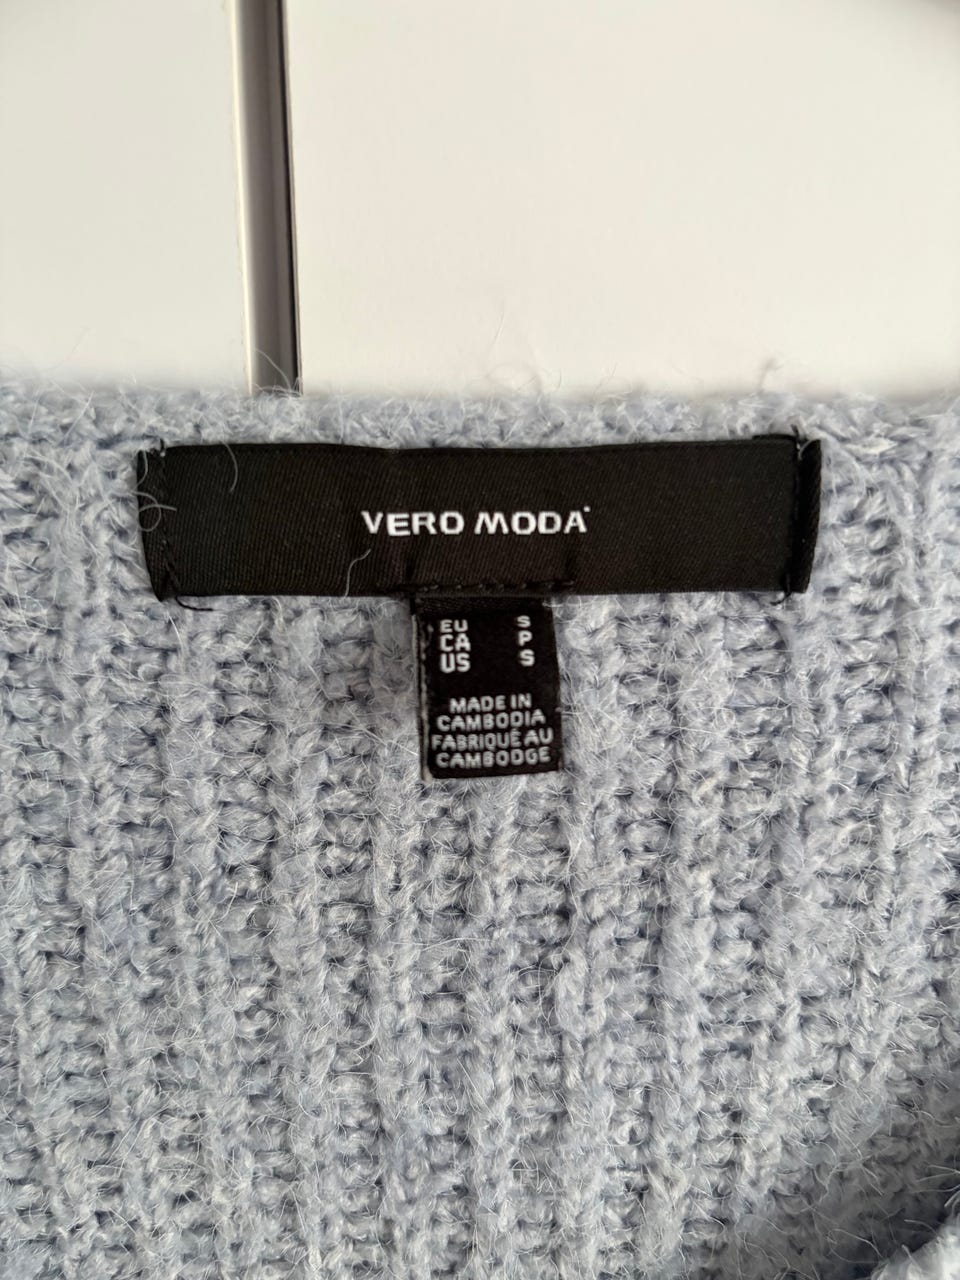 VERO MODA
EU S
CA P
US S
MADE IN
CAMBODIA
FABRIQUÉ AU
CAMBODGE